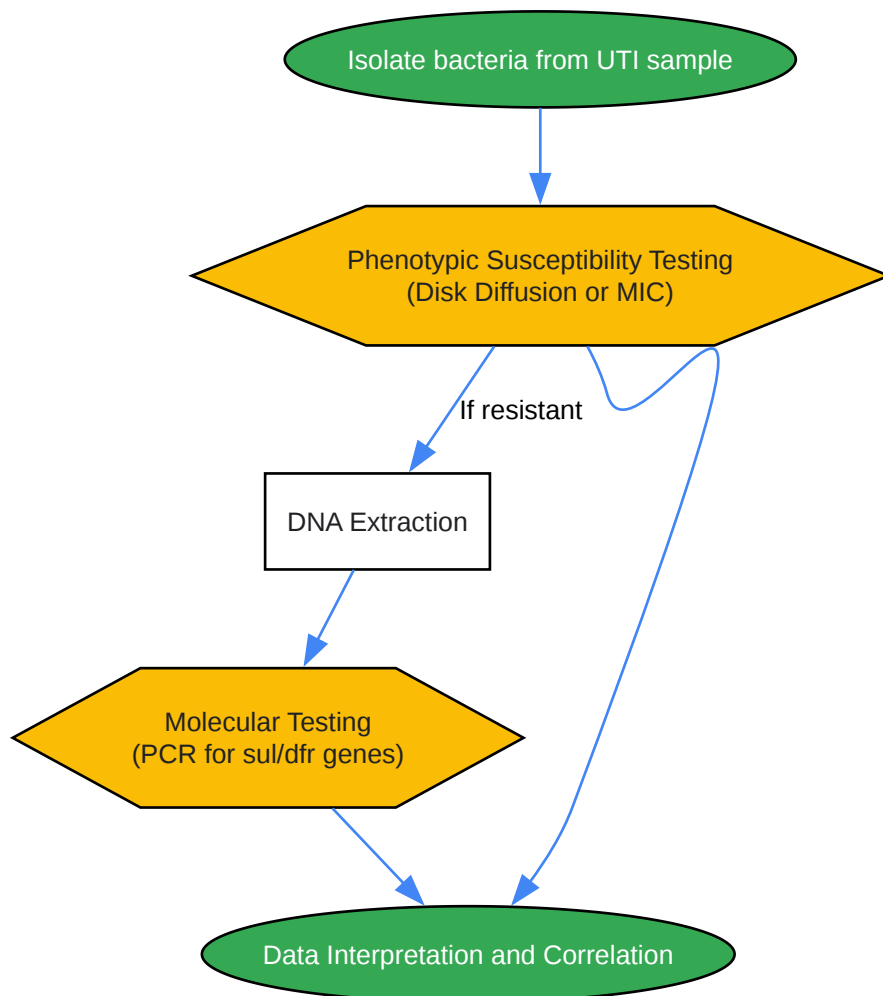 Isolate bacteria from UTI sample
Phenotypic Susceptibility Testing
(Disk Diffusion or MIC)
If resistant
DNA Extraction
Molecular Testing
(PCR for sul/dfr genes)
Data Interpretation and Correlation